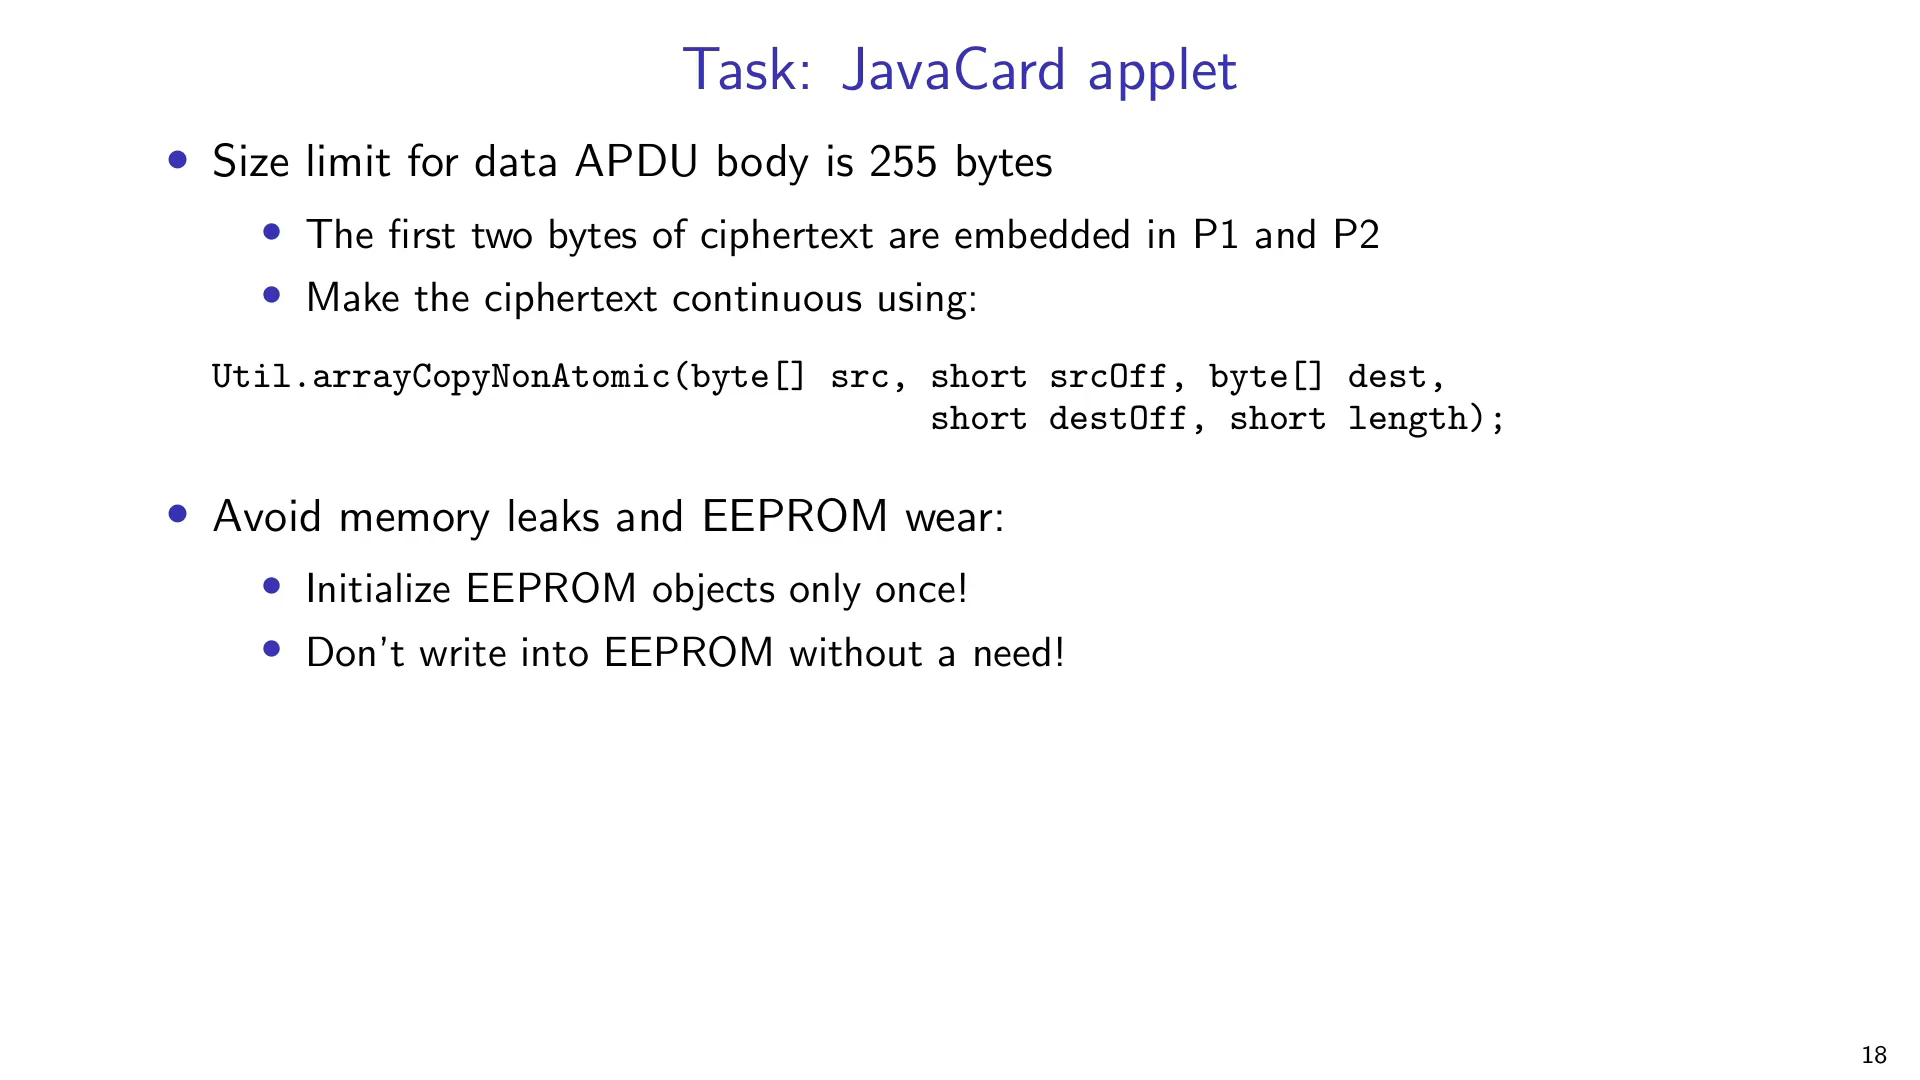 Task: JavaCard applet
• Size limit for data APDU body is 255 bytes
• The first two bytes of ciphertext are embedded in P1 and P2
• Make the ciphertext continuous using:
Util.arrayCopyNonAtomic(byte[] src, short srcOff, byte[] dest,
short destOff, short length);
• Avoid memory leaks and EEPROM wear:
• Initialize EEPROM objects only once!
• Don't write into EEPROM without a need!
18